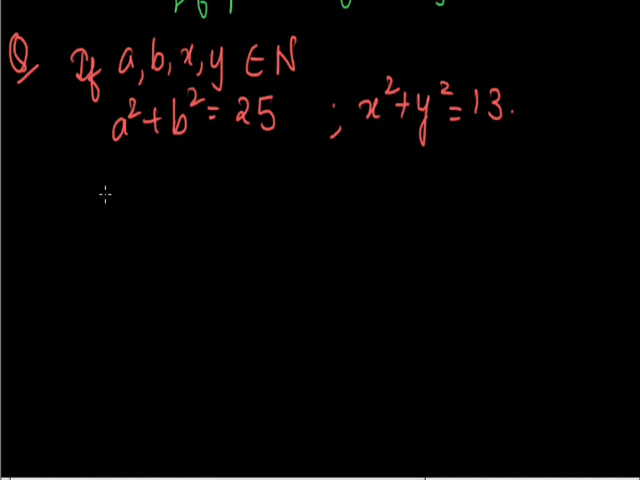 Q If a, b, x, y ∈ N
a² + b² = 25 ; x² + y² = 13.